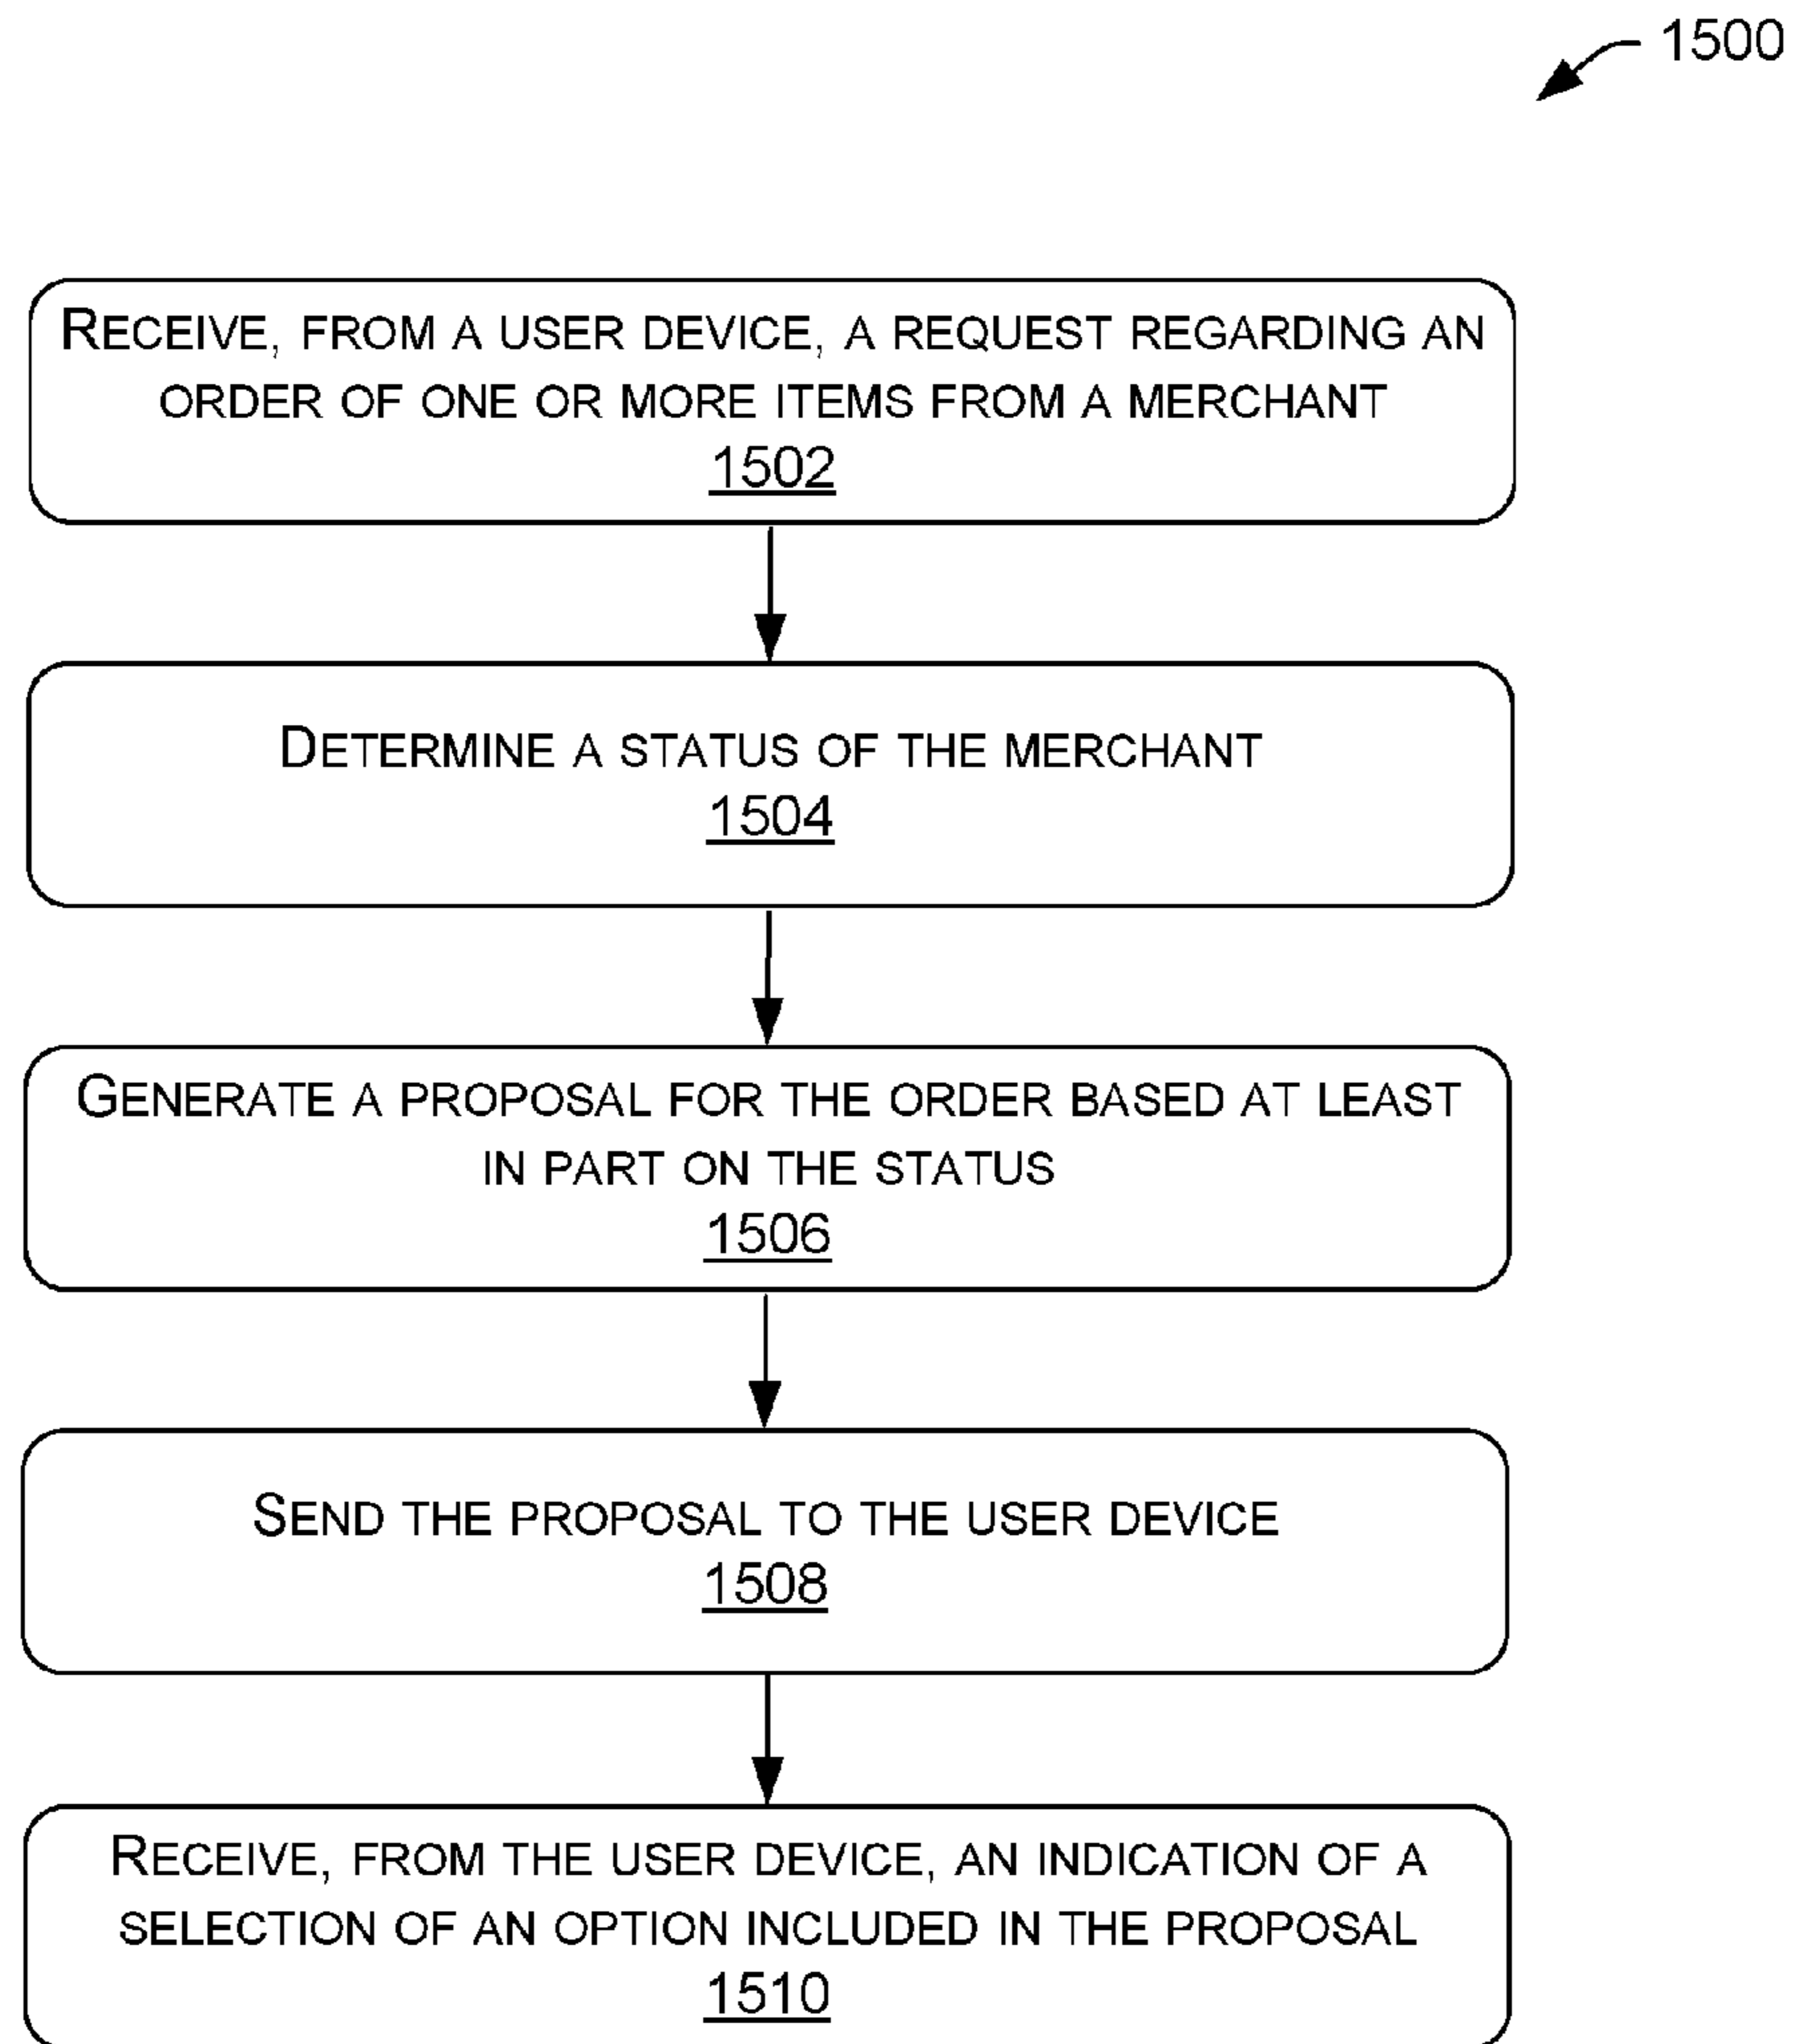 1500
RECEIVE, FROM A USER DEVICE, A REQUEST REGARDING AN
ORDER OF ONE OR MORE ITEMS FROM A MERCHANT
1502
DETERMINE A STATUS OF THE MERCHANT
1504
GENERATE A PROPOSAL FOR THE ORDER BASED AT LEAST
IN PART ON THE STATUS
1506
SEND THE PROPOSAL TO THE USER DEVICE
1508
RECEIVE, FROM THE USER DEVICE, AN INDICATION OF A
SELECTION OF AN OPTION INCLUDED IN THE PROPOSAL
1510